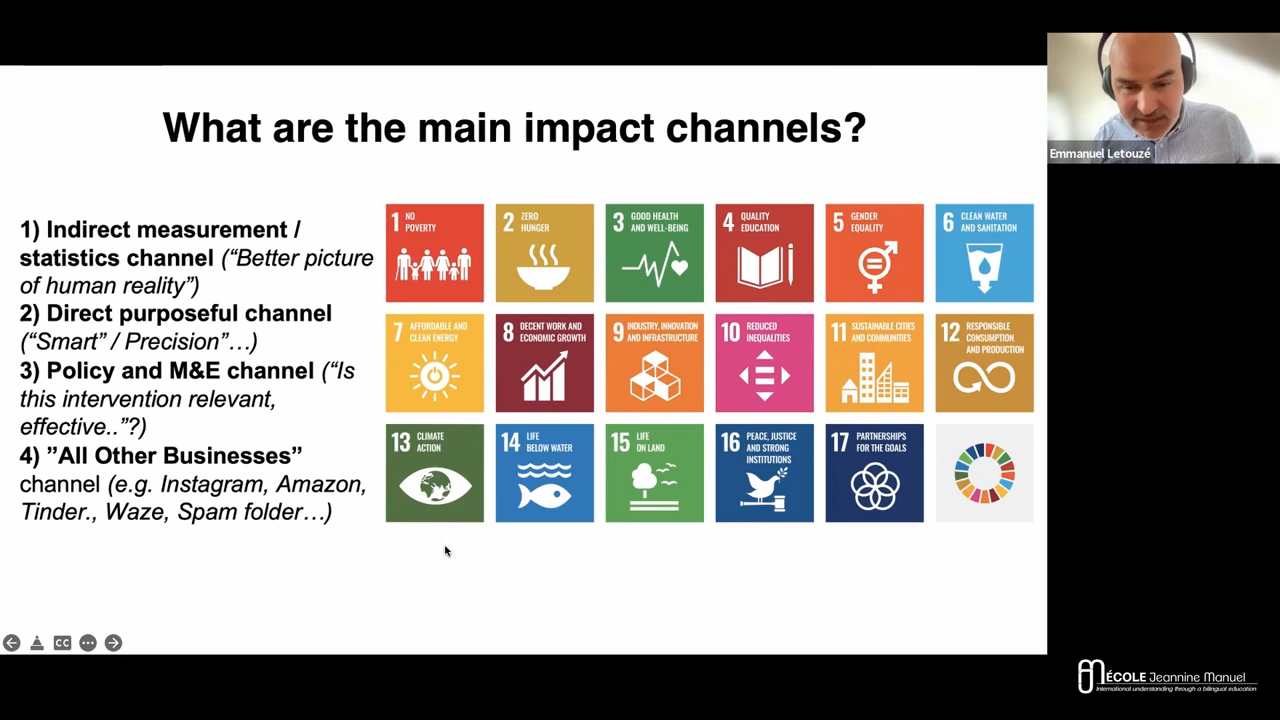 What are the main impact channels?
1) Indirect measurement /
statistics channel (“Better picture
of human reality”)
2) Direct purposeful channel
(“Smart” / Precision”…)
3) Policy and M&E channel (“Is
this intervention relevant,
effective..”?)
4) ”All Other Businesses”
channel (e.g. Instagram, Amazon,
Tinder., Waze, Spam folder…)
1 NO
POVERTY
2 ZERO
HUNGER
3 GOOD HEALTH
AND WELL-BEING
4 QUALITY
EDUCATION
5 GENDER
EQUALITY
6 CLEAN WATER
AND SANITATION
7 AFFORDABLE AND
CLEAN ENERGY
8 DECENT WORK AND
ECONOMIC GROWTH
9 INDUSTRY, INNOVATION
AND INFRASTRUCTURE
10 REDUCED
INEQUALITIES
11 SUSTAINABLE CITIES
AND COMMUNITIES
12 RESPONSIBLE
CONSUMPTION
AND PRODUCTION
13 CLIMATE
ACTION
14 LIFE
BELOW WATER
15 LIFE
ON LAND
16 PEACE, JUSTICE
AND STRONG
INSTITUTIONS
17 PARTNERSHIPS
FOR THE GOALS
CC
Emmanuel Letouzé
ÉCOLE Jeannine Manuel
International understanding through a bilingual education